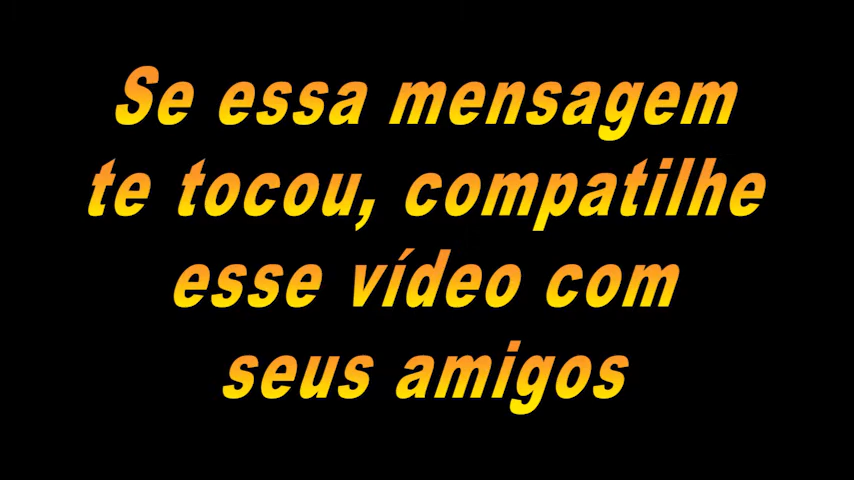 Se essa mensagem
te tocou, compatilhe
esse vídeo com
seus amigos